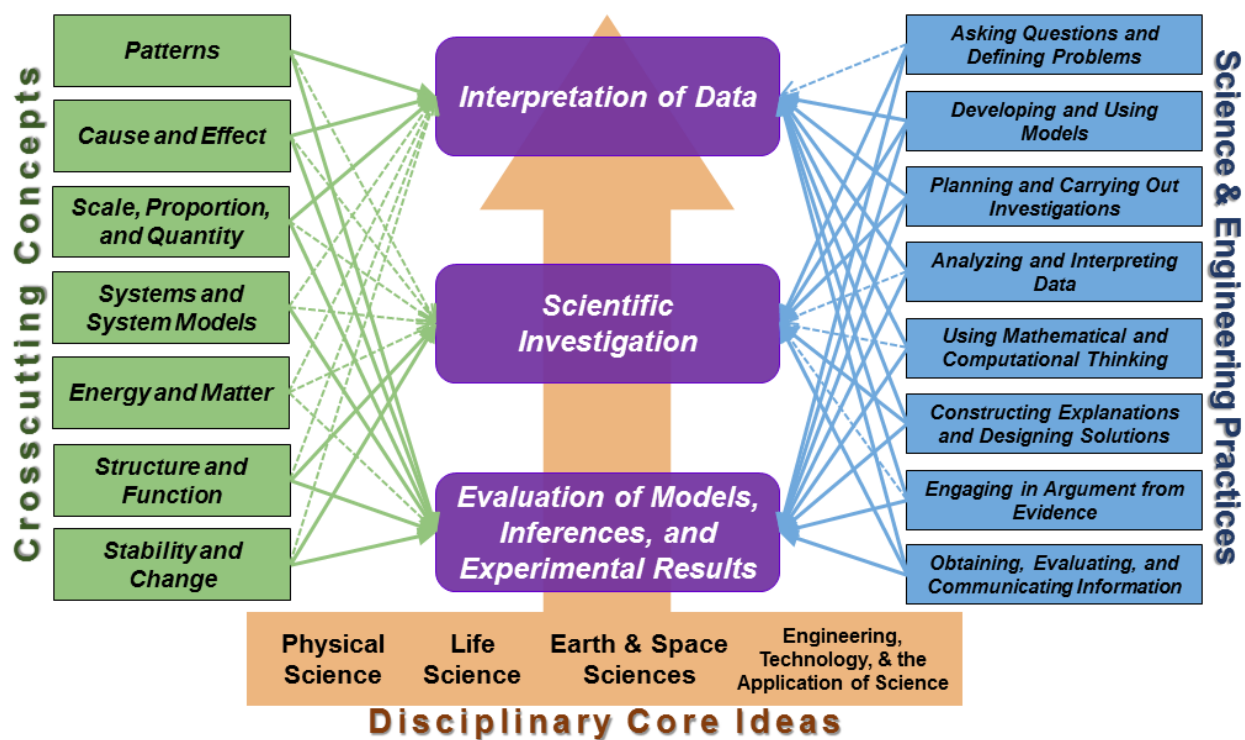 Crosscutting Concepts
Patterns
Cause and Effect
Scale, Proportion,
and Quantity
Systems and
System Models
Energy and Matter
Structure and
Function
Stability and
Change
Interpretation of Data
Scientific
Investigation
Evaluation of Models,
Inferences, and
Experimental Results
Asking Questions and
Defining Problems
Developing and Using
Models
Planning and Carrying Out
Investigations
Analyzing and Interpreting
Data
Using Mathematical and
Computational Thinking
Constructing Explanations
and Designing Solutions
Engaging in Argument from
Evidence
Obtaining, Evaluating, and
Communicating Information
Science & Engineering Practices
Physical
Science
Life
Science
Earth & Space
Sciences
Engineering,
Technology, & the
Application of Science
Disciplinary Core Ideas